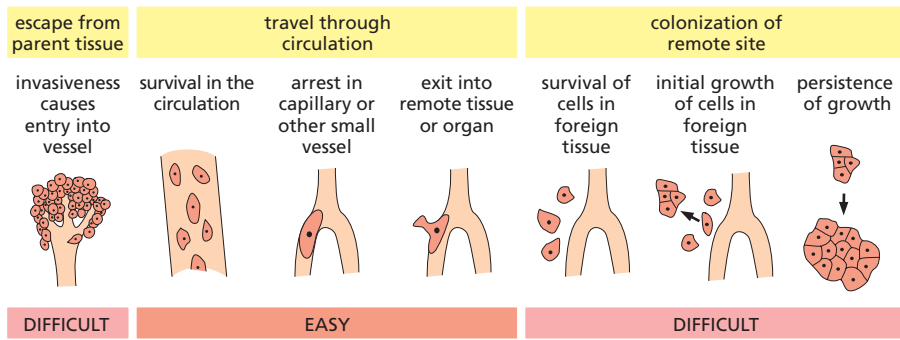 escape from
parent tissue
travel through
circulation
colonization of
remote site
invasiveness
causes
entry into
vessel
survival in the
circulation
arrest in
capillary or
other small
vessel
exit into
remote tissue
or organ
survival of
cells in
foreign
tissue
initial growth
of cells in
foreign
tissue
persistence
of growth
DIFFICULT
EASY
DIFFICULT